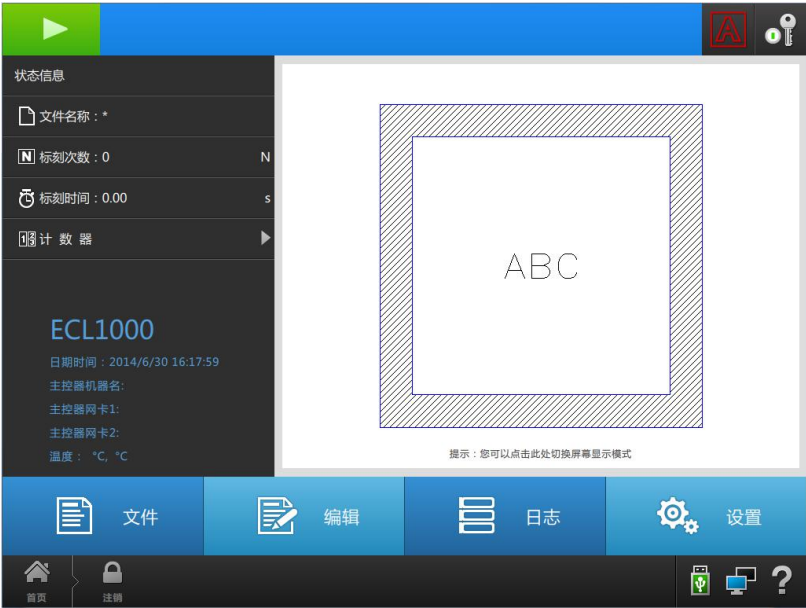 A
状态信息
文件名称：*
N 标刻次数：0 N
标刻时间：0.00 s
123 计 数 器
ABC
ECL1000
日期时间：2014/6/30 16:17:59
主控器机器名:
主控器网卡1:
主控器网卡2:
温度： °C, °C
提示：您可以点击此处切换屏幕显示模式
文件
编辑
日志
设置
首页
注销
?